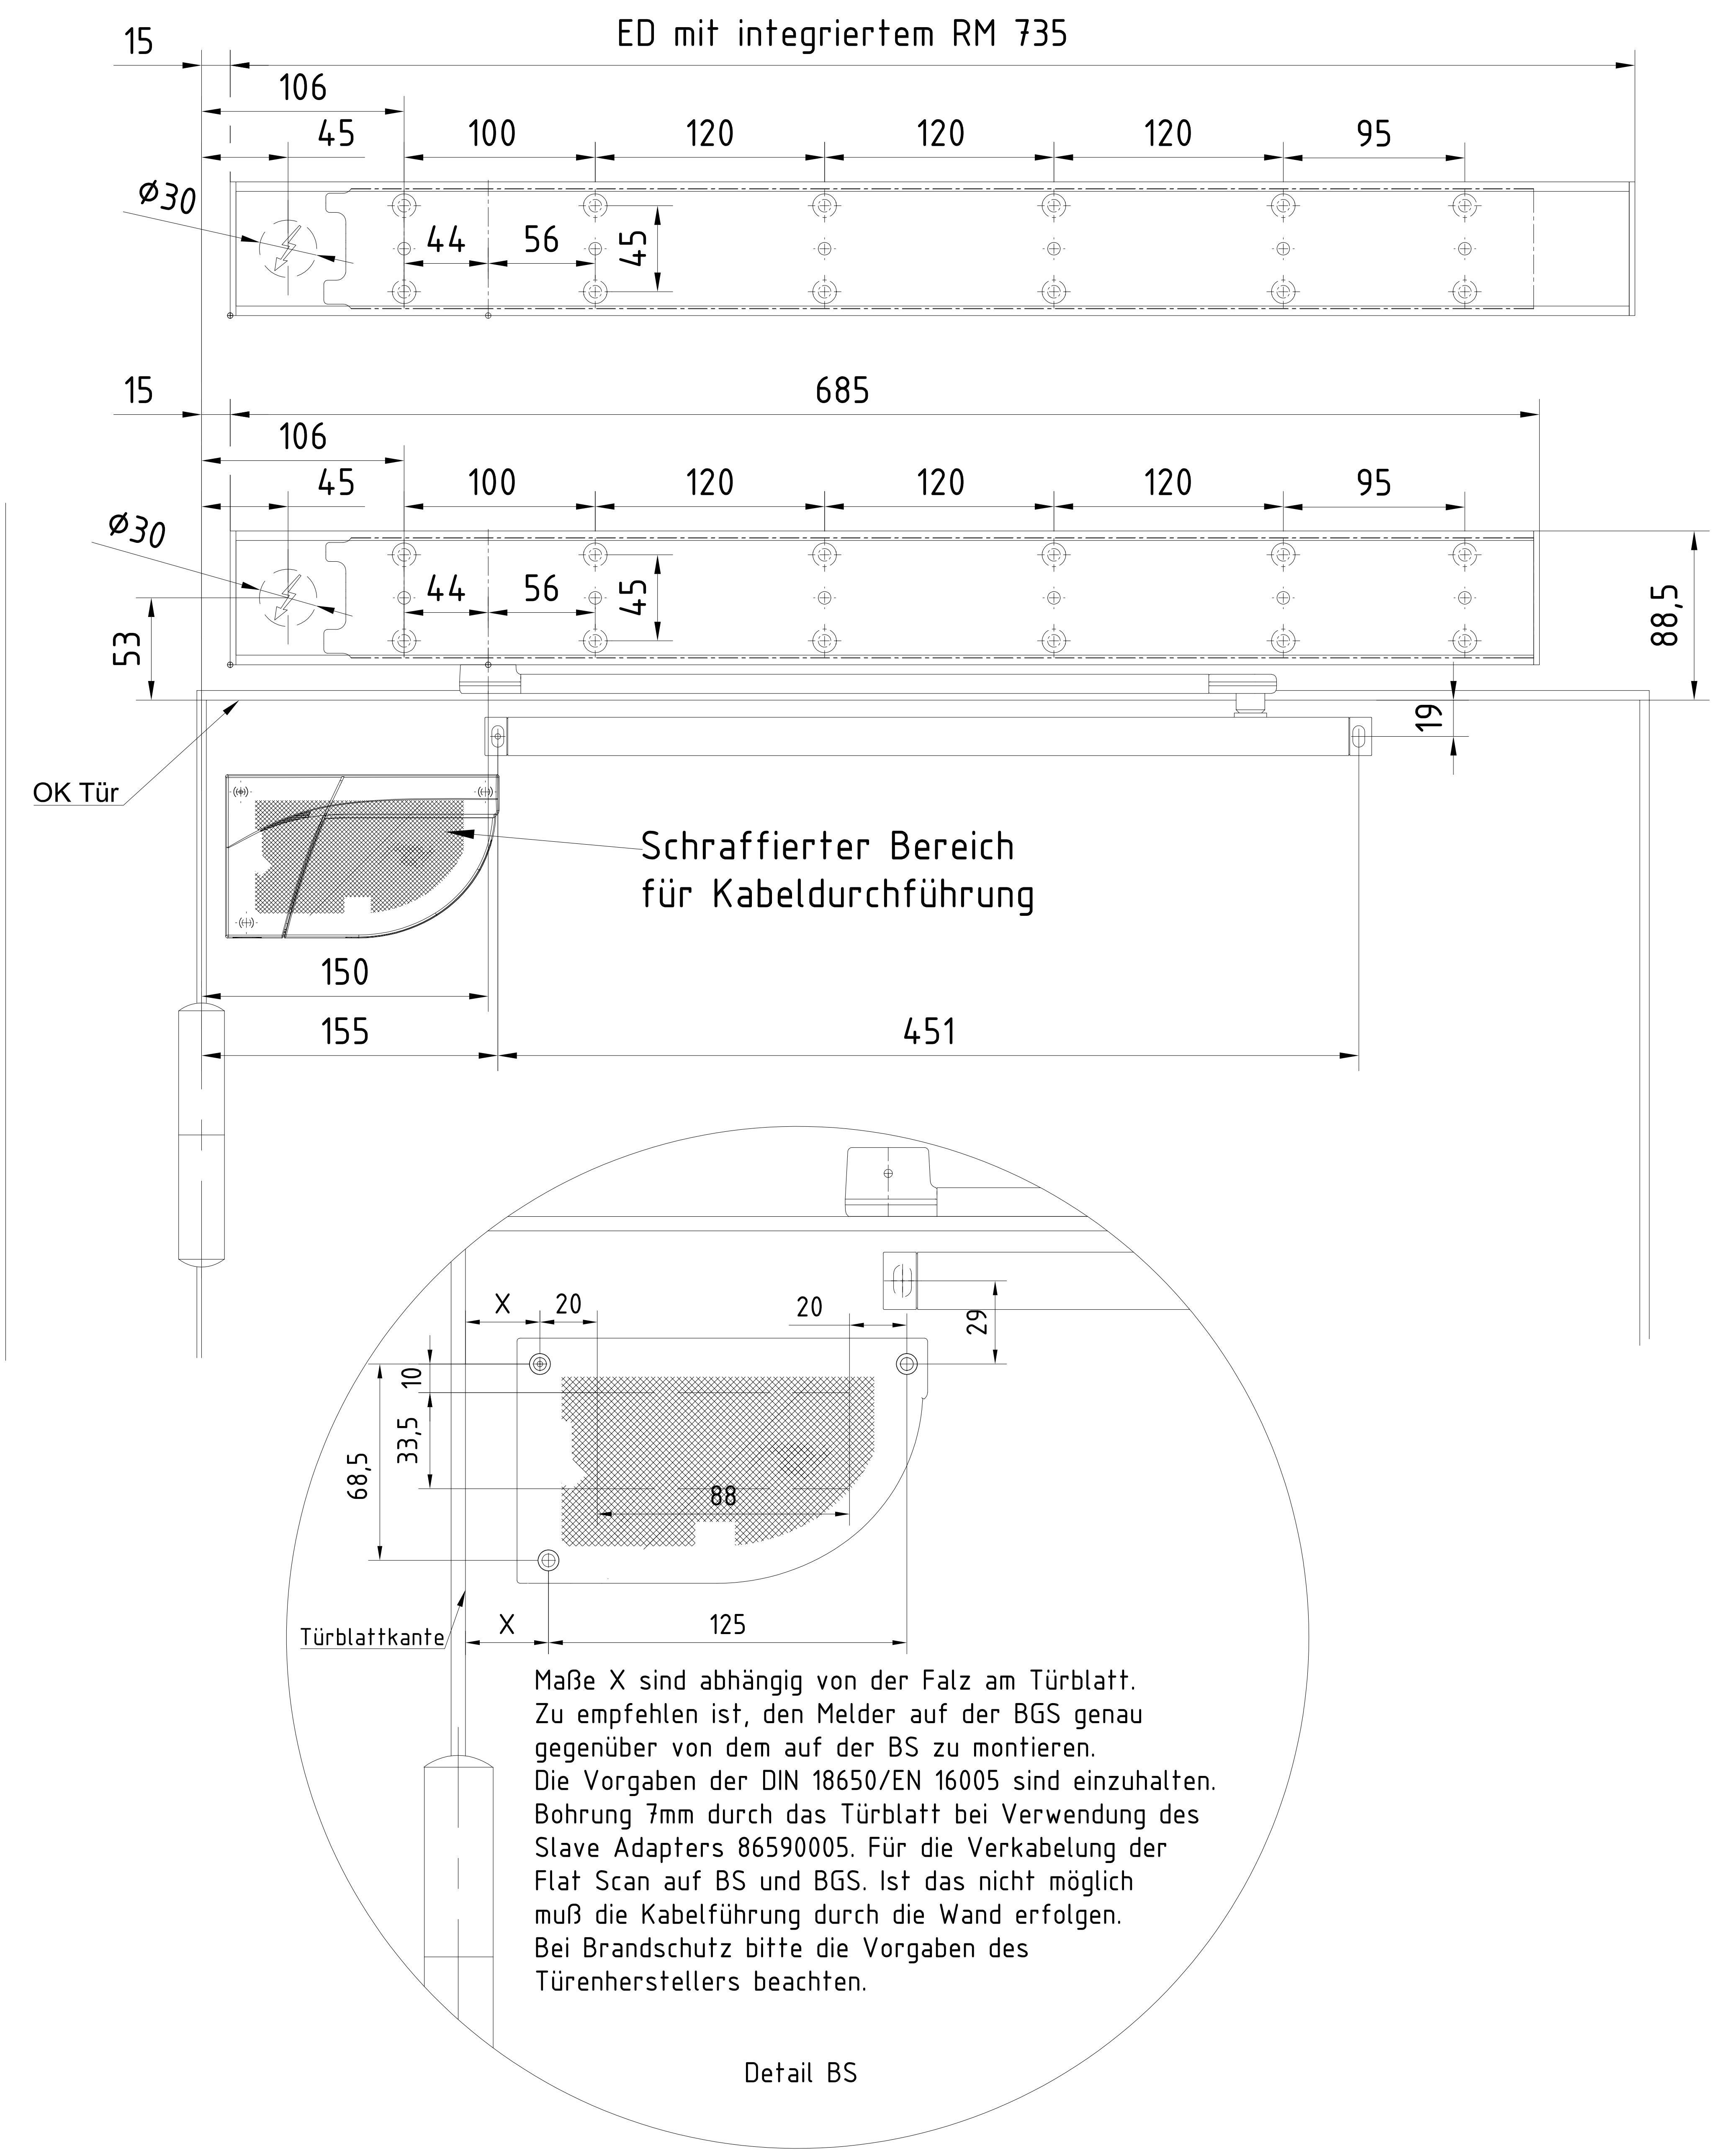 ED mit integriertem RM 735
15
106
45 100 120 120 120 95
Ø30
44 56 45
15 685
106
45 100 120 120 120 95
Ø30
44 56 45
53
88,5
19
OK Tür
Schraffierter Bereich
für Kabeldurchführung
150
155 451
X 20 20
29
10
33,5
68,5
88
Türblattkante
X 125
Maße X sind abhängig von der Falz am Türblatt.
Zu empfehlen ist, den Melder auf der BGS genau
gegenüber von dem auf der BS zu montieren.
Die Vorgaben der DIN 18650/EN 16005 sind einzuhalten.
Bohrung 7mm durch das Türblatt bei Verwendung des
Slave Adapters 86590005. Für die Verkabelung der
Flat Scan auf BS und BGS. Ist das nicht möglich
muß die Kabelführung durch die Wand erfolgen.
Bei Brandschutz bitte die Vorgaben des
Türenherstellers beachten.
Detail BS